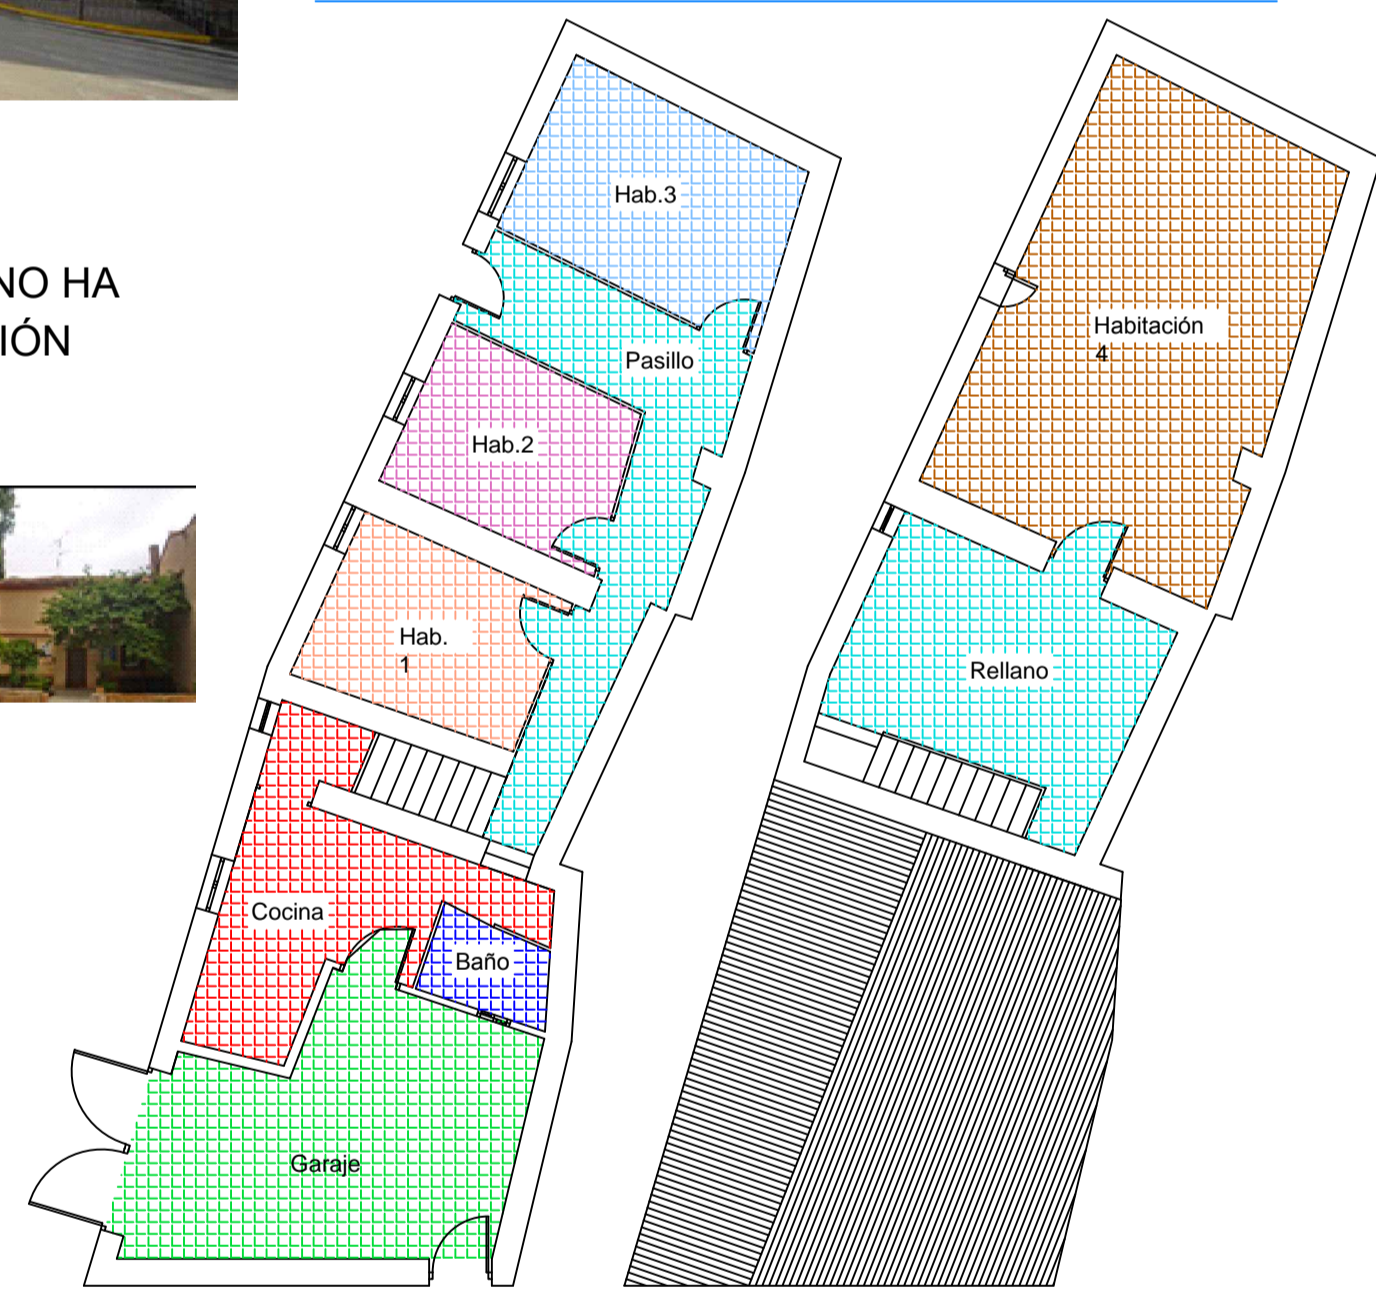 NO HA
IÓN
Hab.3
Pasillo
Hab.2
Hab.
1
Cocina
Baño
Garaje
Habitación
4
Rellano